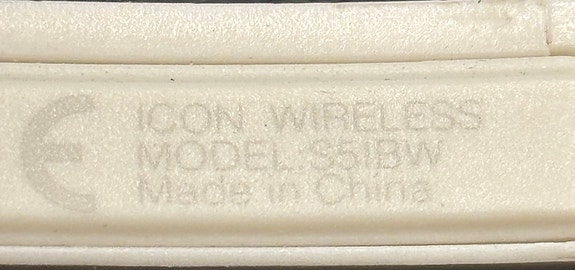 ICON WIRELESS
MODEL:S5IBW
Made in China